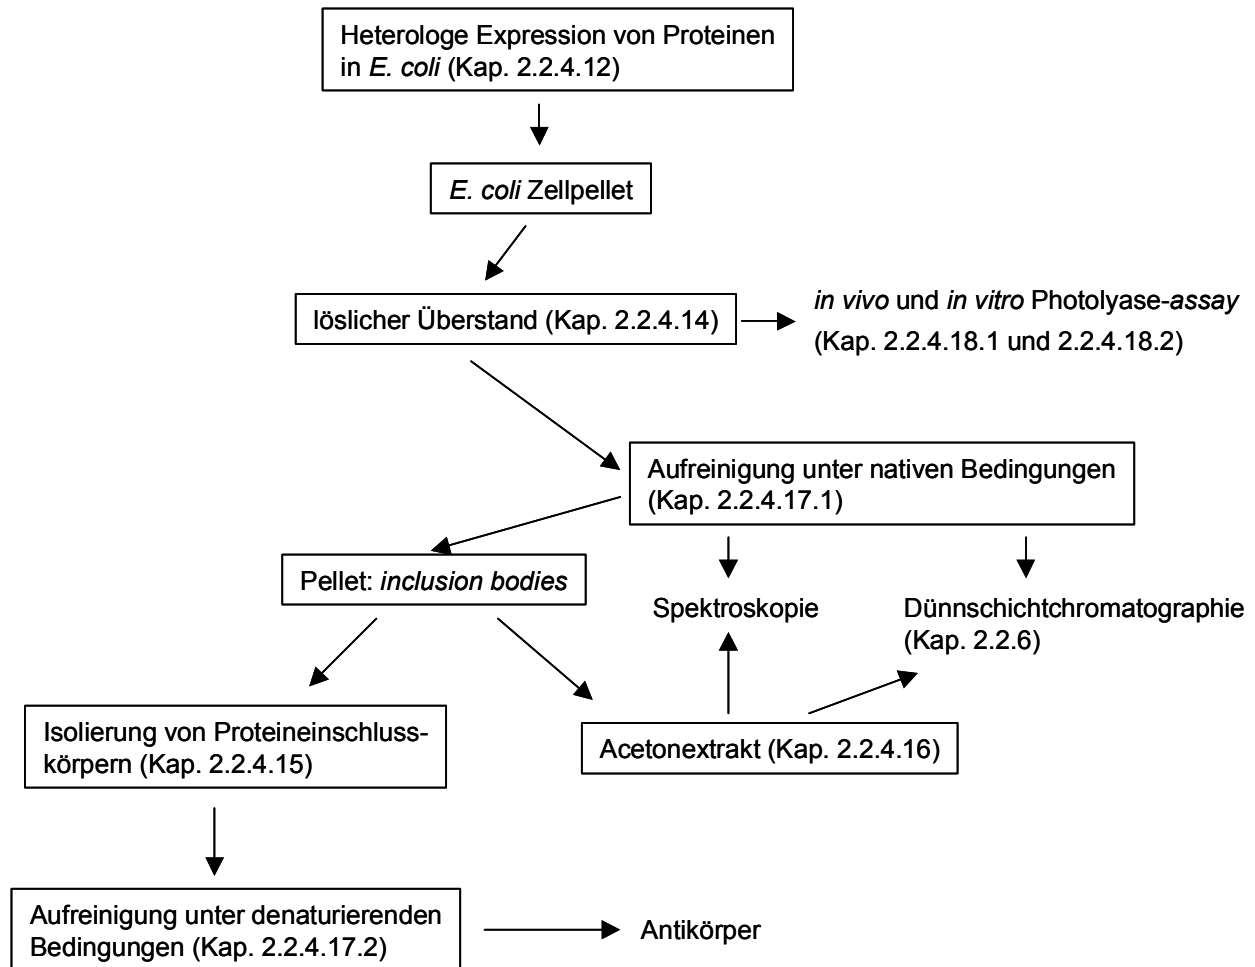 Heterologe Expression von Proteinen
in E. coli (Kap. 2.2.4.12)
E. coli Zellpellet
löslicher Überstand (Kap. 2.2.4.14)
in vivo und in vitro Photolyase-assay
(Kap. 2.2.4.18.1 und 2.2.4.18.2)
Aufreinigung unter nativen Bedingungen
(Kap. 2.2.4.17.1)
Pellet: inclusion bodies
Spektroskopie
Dünnschichtchromatographie
(Kap. 2.2.6)
Isolierung von Proteineinschluss-
körpern (Kap. 2.2.4.15)
Acetonextrakt (Kap. 2.2.4.16)
Aufreinigung unter denaturierenden
Bedingungen (Kap. 2.2.4.17.2)
Antikörper